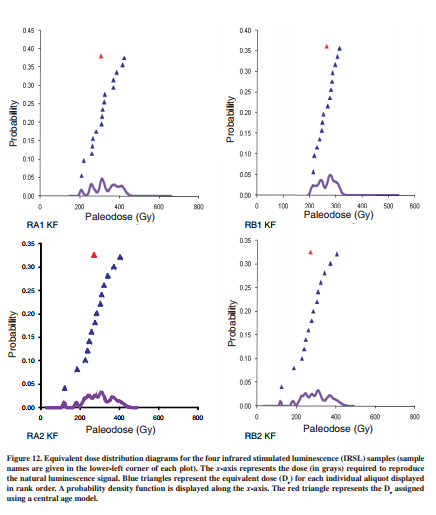 0.45
0.40
0.35
0.30
0.25
0.20
0.15
0.10
0.05
0.00
Probability
0 200 400 600 800
Paleodose (Gy)
RA1 KF
0.40
0.35
0.30
0.25
0.20
0.15
0.10
0.05
0.00
Probability
0 100 200 300 400 500 600
Paleodose (Gy)
RB1 KF
0.35
0.30
0.25
0.20
0.15
0.10
0.05
0.00
Probability
0 200 400 600 800
Paleodose (Gy)
RA2 KF
0.35
0.30
0.25
0.20
0.15
0.10
0.05
0.00
Probability
0 200 400 600 800
Paleodose (Gy)
RB2 KF
Figure 12. Equivalent dose distribution diagrams for the four infrared stimulated luminescence (IRSL) samples (sample
names are given in the lower-left corner of each plot). The x-axis represents the dose (in grays) required to reproduce
the natural luminescence signal. Blue triangles represent the equivalent dose (De) for each individual aliquot displayed
in rank order. A probability density function is displayed along the x-axis. The red triangle represents the De assigned
using a central age model.